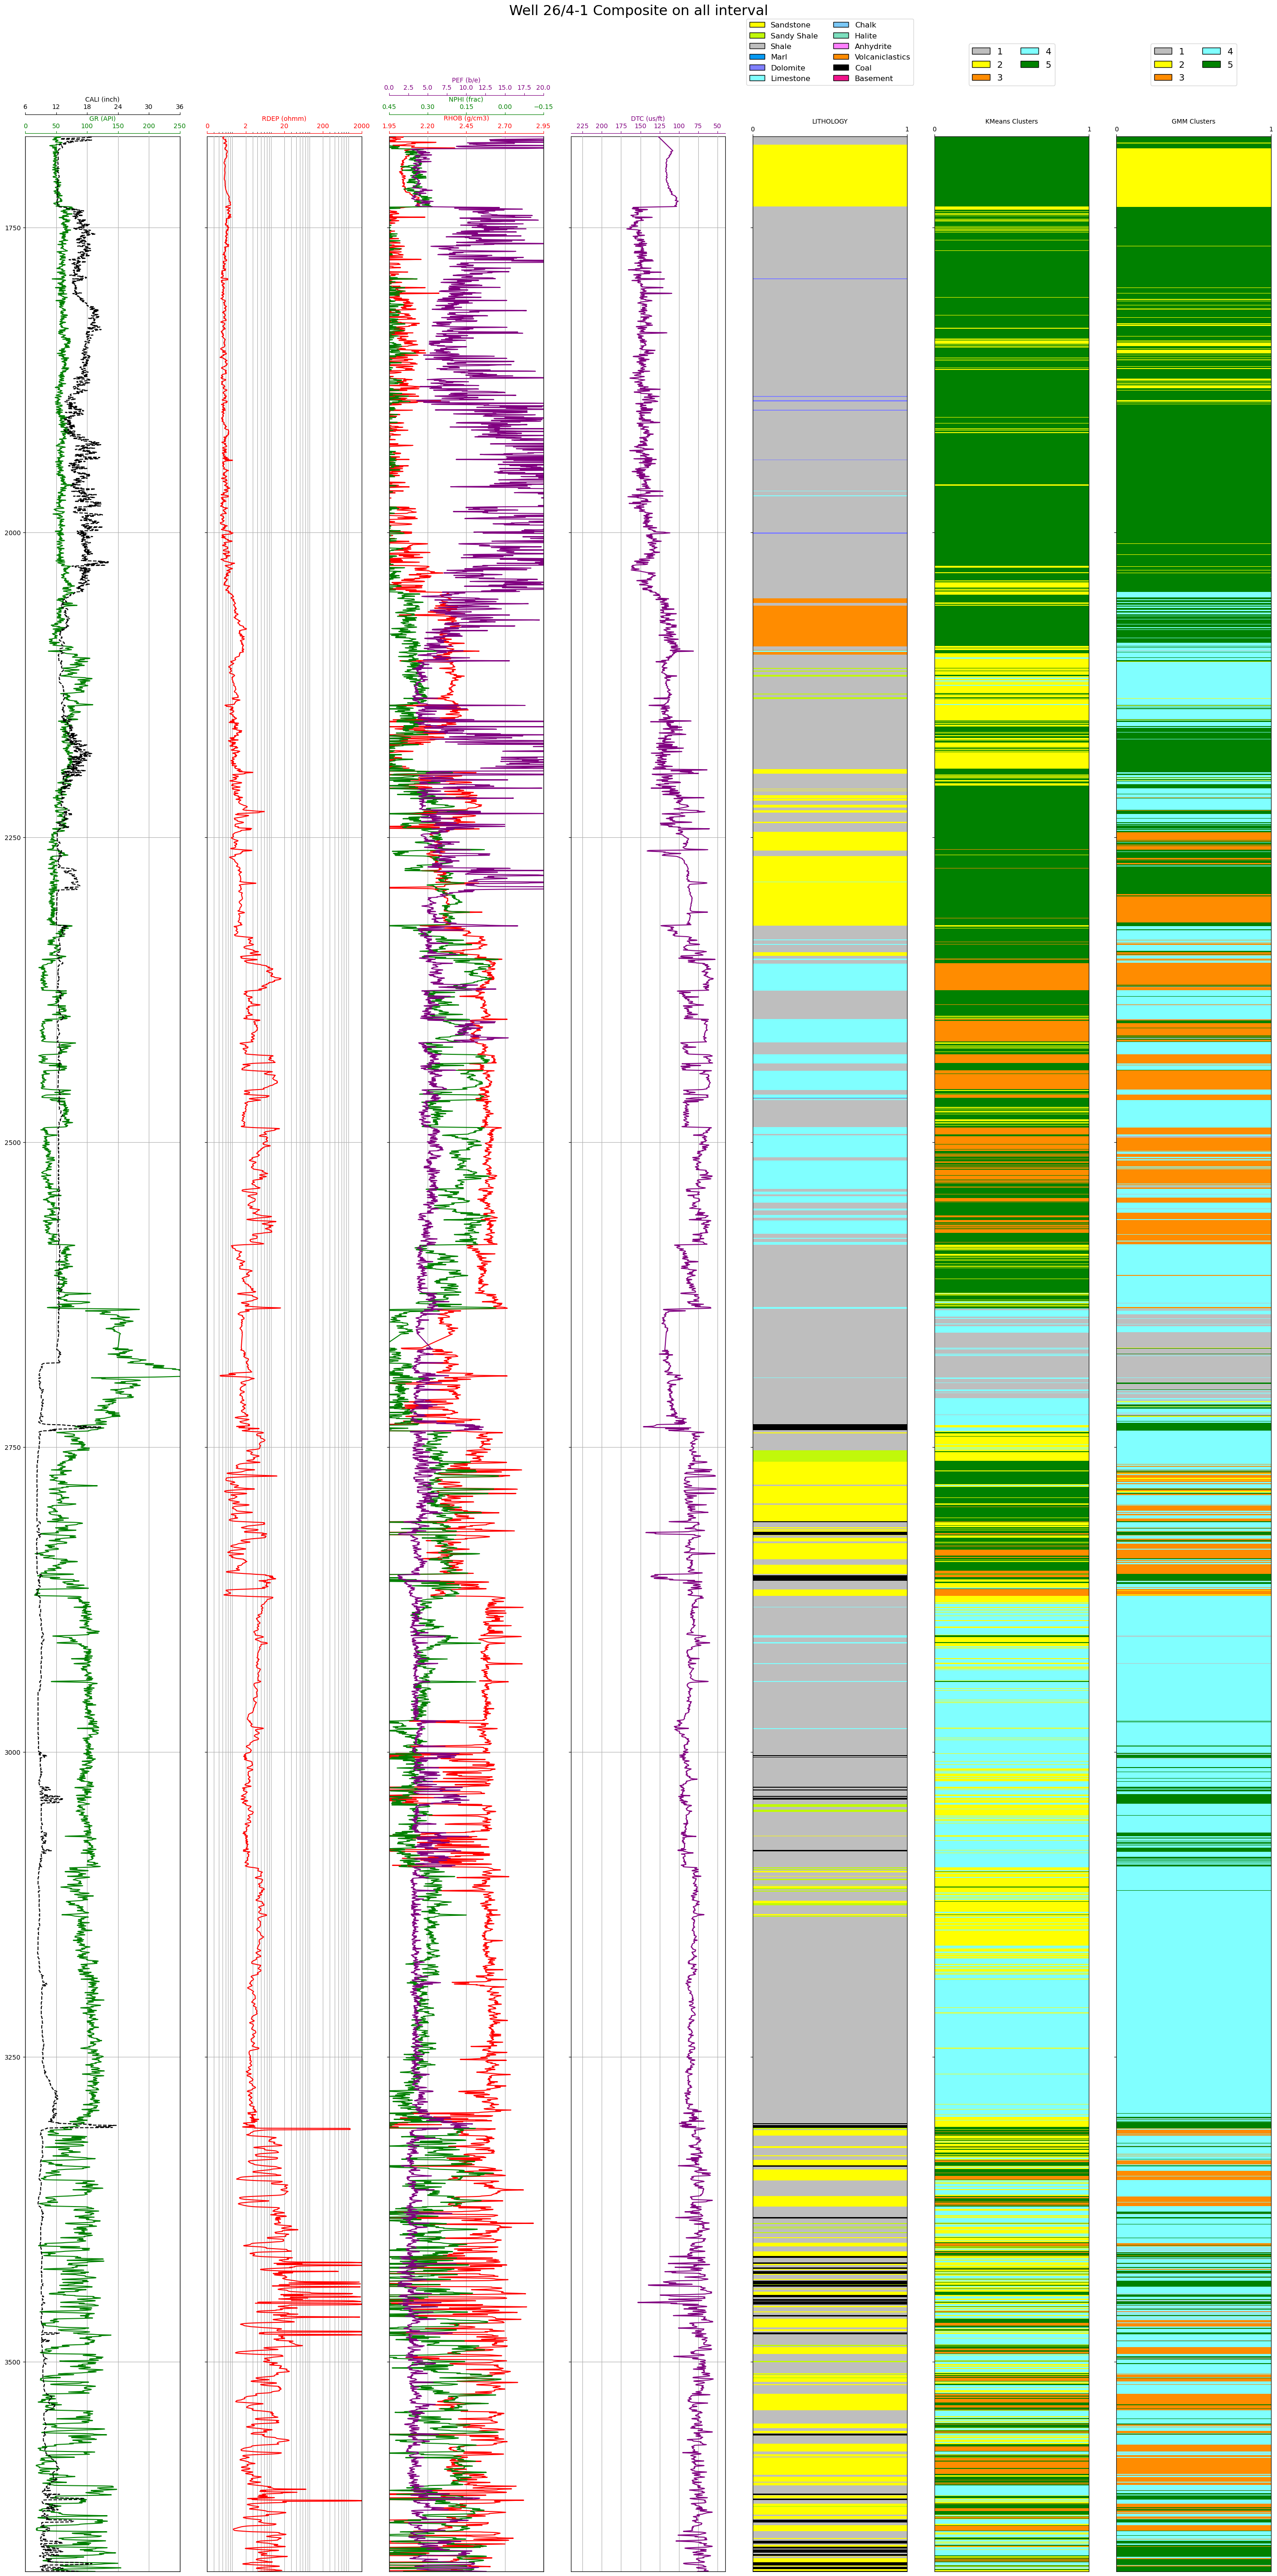 Well 26/4-1 Composite on all interval
Sandstone Chalk
Sandy Shale Halite
Shale Anhydrite
Marl Volcaniclastics
Dolomite Coal
Limestone Basement
1 4
2 5
3
1 4
2 5
3
PEF (b/e)
0.0 2.5 5.0 7.5 10.0 12.5 15.0 17.5 20.0
CALI (inch) NPHI (frac)
6 12 18 24 30 36 0.45 0.30 0.15 0.00 −0.15
GR (API) RDEP (ohmm) RHOB (g/cm3) DTC (us/ft) LITHOLOGY KMeans Clusters GMM Clusters
0 50 100 150 200 250 0 2 20 200 2000 1.95 2.20 2.45 2.70 2.95 225 200 175 150 125 100 75 50 0 1 0 1 0 1
1750
2000
2250
2500
2750
3000
3250
3500